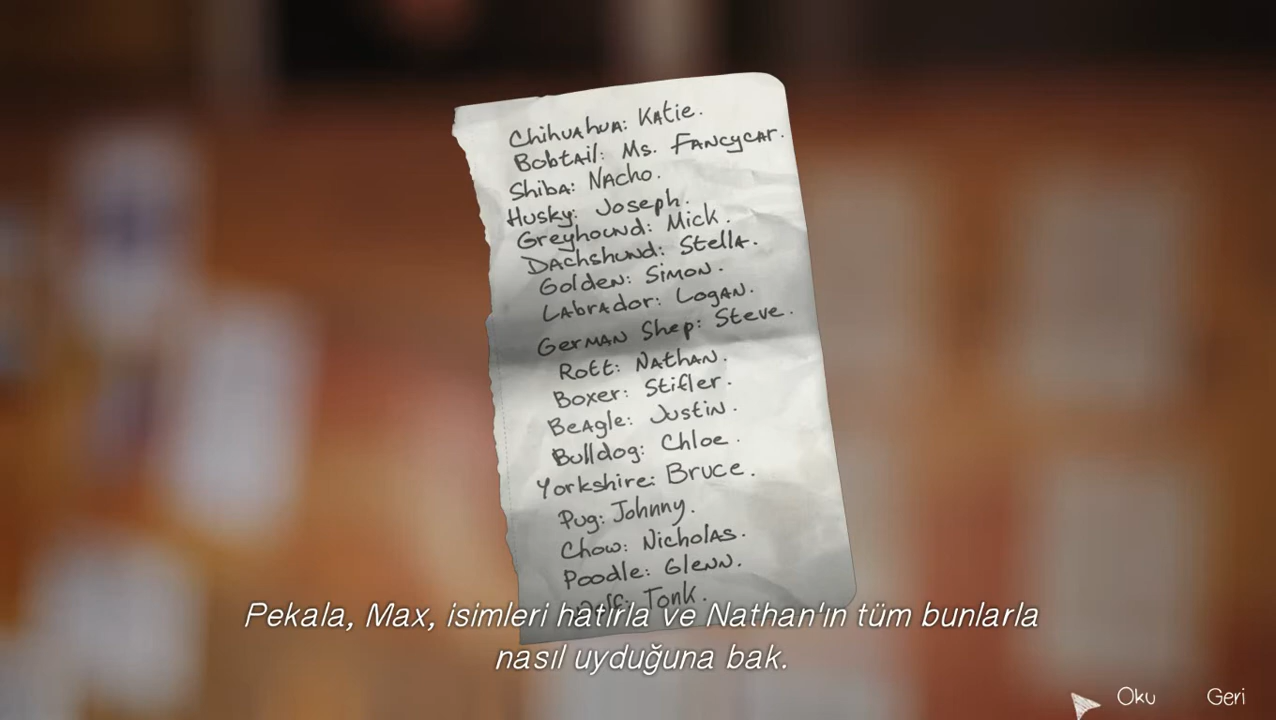 Chihuahua: Katie.
Bobtail: Ms. Fancycar.
Shiba: Nacho.
Husky: Joseph.
Greyhound: Mick.
Dachshund: Stella.
Golden: Simon.
Labrador: Logan.
German Shep: Steve.
Rott: Nathan.
Boxer: Stifler.
Beagle: Justin.
Bulldog: Chloe.
Yorkshire: Bruce.
Pug: Johnny.
Chow: Nicholas.
Poodle: Glenn.
Tonk.
Pekala, Max, isimleri hatırla ve Nathan'ın tüm bunlarla
nasıl uyduğuna bak.
Oku Geri